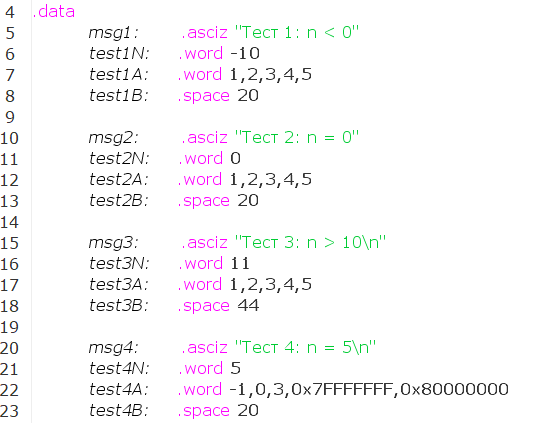 4 .data
5 msg1: .asciz "Тест 1: n < 0"
6 test1N: .word -10
7 test1A: .word 1,2,3,4,5
8 test1B: .space 20
9
10 msg2: .asciz "Тест 2: n = 0"
11 test2N: .word 0
12 test2A: .word 1,2,3,4,5
13 test2B: .space 20
14
15 msg3: .asciz "Тест 3: n > 10\n"
16 test3N: .word 11
17 test3A: .word 1,2,3,4,5
18 test3B: .space 44
19
20 msg4: .asciz "Тест 4: n = 5\n"
21 test4N: .word 5
22 test4A: .word -1,0,3,0x7FFFFFFF,0x80000000
23 test4B: .space 20